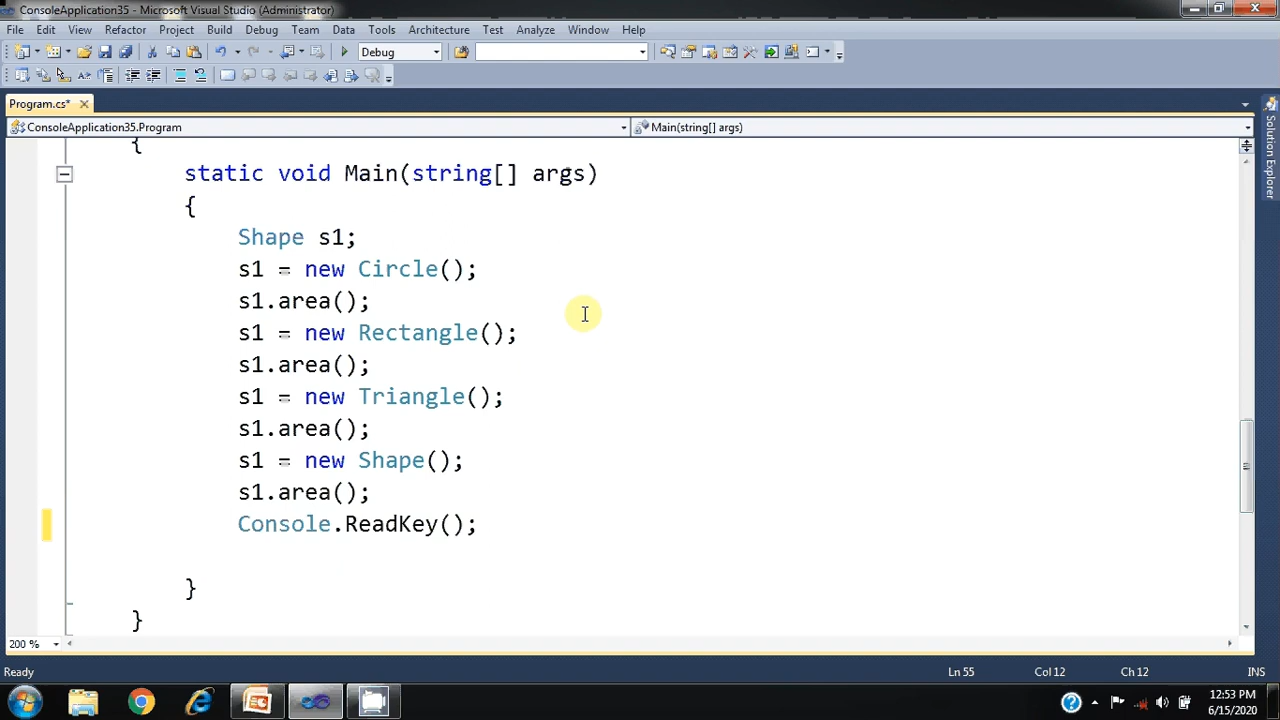 ConsoleApplication35 - Microsoft Visual Studio (Administrator)
File Edit View Refactor Project Build Debug Team Data Tools Architecture Test Analyze Window Help
Debug
Program.cs*
ConsoleApplication35.Program Main(string[] args)
Solution Explorer
{
static void Main(string[] args)
{
Shape s1;
s1 = new Circle();
s1.area();
s1 = new Rectangle();
s1.area();
s1 = new Triangle();
s1.area();
s1 = new Shape();
s1.area();
Console.ReadKey();
}
}
200 %
Ready Ln 55 Col 12 Ch 12 INS
12:53 PM
6/15/2020